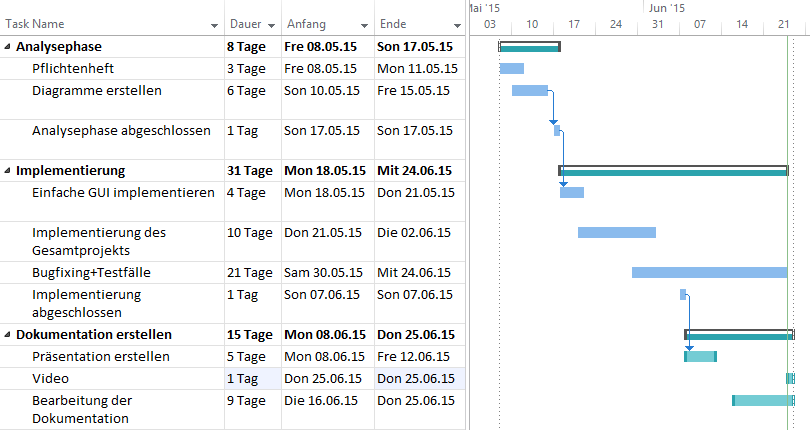 Mai '15 Jun '15
Task Name Dauer Anfang Ende 03 10 17 24 31 07 14 21
Analysephase 8 Tage Fre 08.05.15 Son 17.05.15
Pflichtenheft 3 Tage Fre 08.05.15 Mon 11.05.15
Diagramme erstellen 6 Tage Son 10.05.15 Fre 15.05.15
Analysephase abgeschlossen 1 Tag Son 17.05.15 Son 17.05.15
Implementierung 31 Tage Mon 18.05.15 Mit 24.06.15
Einfache GUI implementieren 4 Tage Mon 18.05.15 Don 21.05.15
Implementierung des 10 Tage Don 21.05.15 Die 02.06.15
Gesamtprojekts
Bugfixing+Testfälle 21 Tage Sam 30.05.15 Mit 24.06.15
Implementierung 1 Tag Son 07.06.15 Son 07.06.15
abgeschlossen
Dokumentation erstellen 15 Tage Mon 08.06.15 Don 25.06.15
Präsentation erstellen 5 Tage Mon 08.06.15 Fre 12.06.15
Video 1 Tag Don 25.06.15 Don 25.06.15
Bearbeitung der 9 Tage Die 16.06.15 Don 25.06.15
Dokumentation